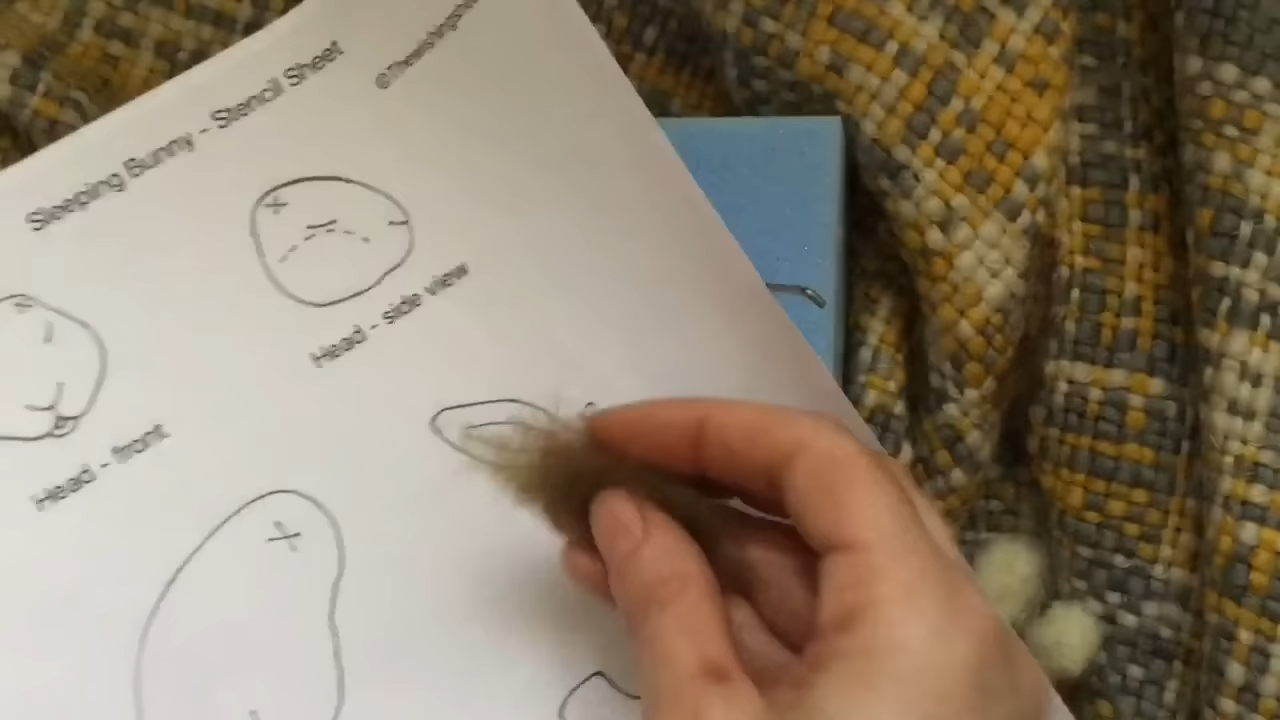 Sleeping Bunny - Stencil Sheet
Head - side view
Head - front